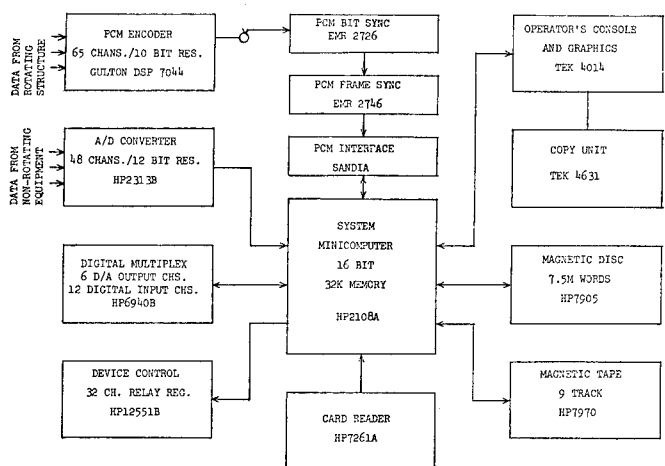 DATA FROM
ROTATING
STRUCTURE
PCM ENCODER
65 CHANS./10 BIT RES.
GULTON DSP 7044
PCM BIT SYNC
EMR 2726
PCM FRAME SYNC
EMR 2746
PCM INTERFACE
SANDIA
OPERATOR'S CONSOLE
AND GRAPHICS
TEK 4014
COPY UNIT
TEK 4631
DATA FROM
NON-ROTATING
EQUIPMENT
A/D CONVERTER
48 CHANS./12 BIT RES.
HP2313B
SYSTEM
MINICOMPUTER
16 BIT
32K MEMORY
HP2108A
DIGITAL MULTIPLEX
6 D/A OUTPUT CHS.
12 DIGITAL INPUT CHS.
HP6940B
MAGNETIC DISC
7.5M WORDS
HP7905
DEVICE CONTROL
32 CH. RELAY REG.
HP12551B
MAGNETIC TAPE
9 TRACK
HP7970
CARD READER
HP7261A